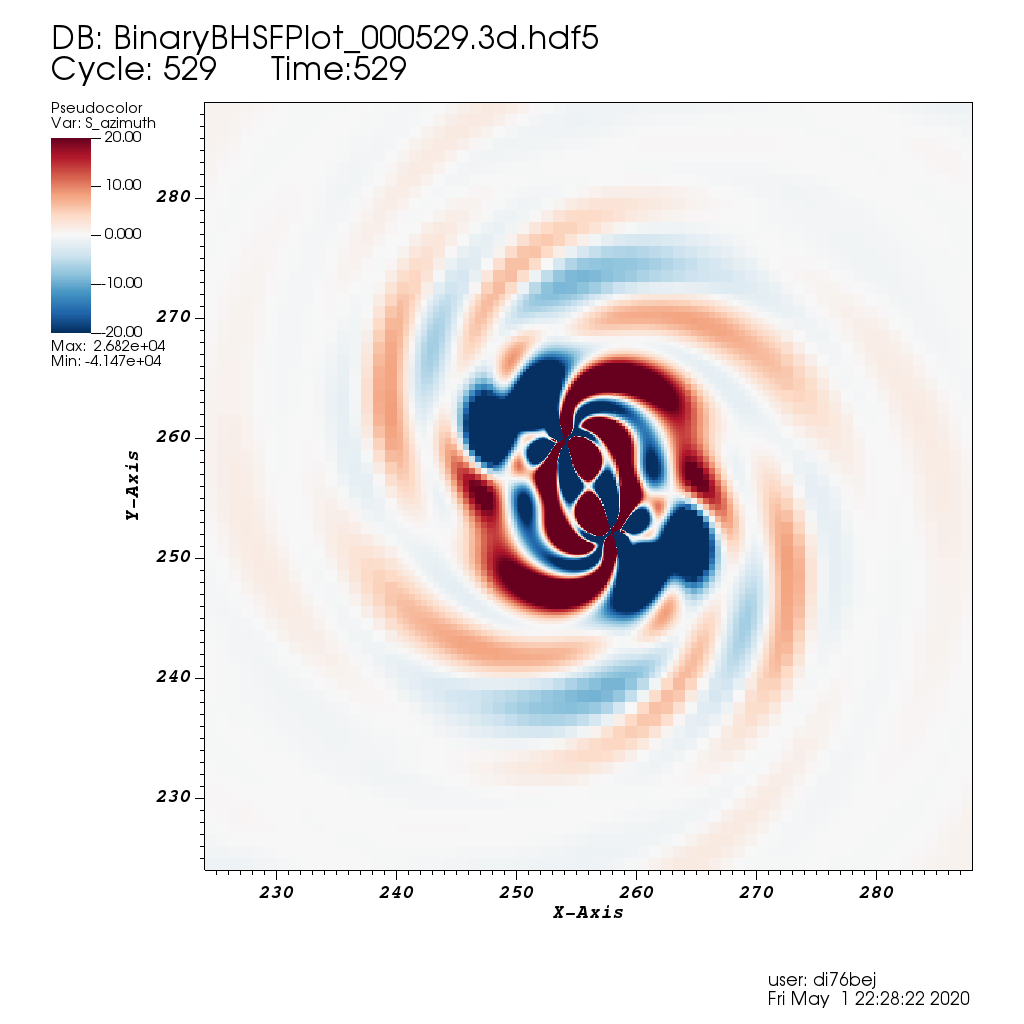 DB: BinaryBHSFPlot_000529.3d.hdf5
Cycle: 529 Time:529
Pseudocolor
Var: S_azimuth
20.00
10.00
0.000
-10.00
-20.00
Max: 2.682e+04
Min: -4.147e+04
280
270
260
250
240
230
Y-Axis
230 240 250 260 270 280
X-Axis
user: di76bej
Fri May 1 22:28:22 2020